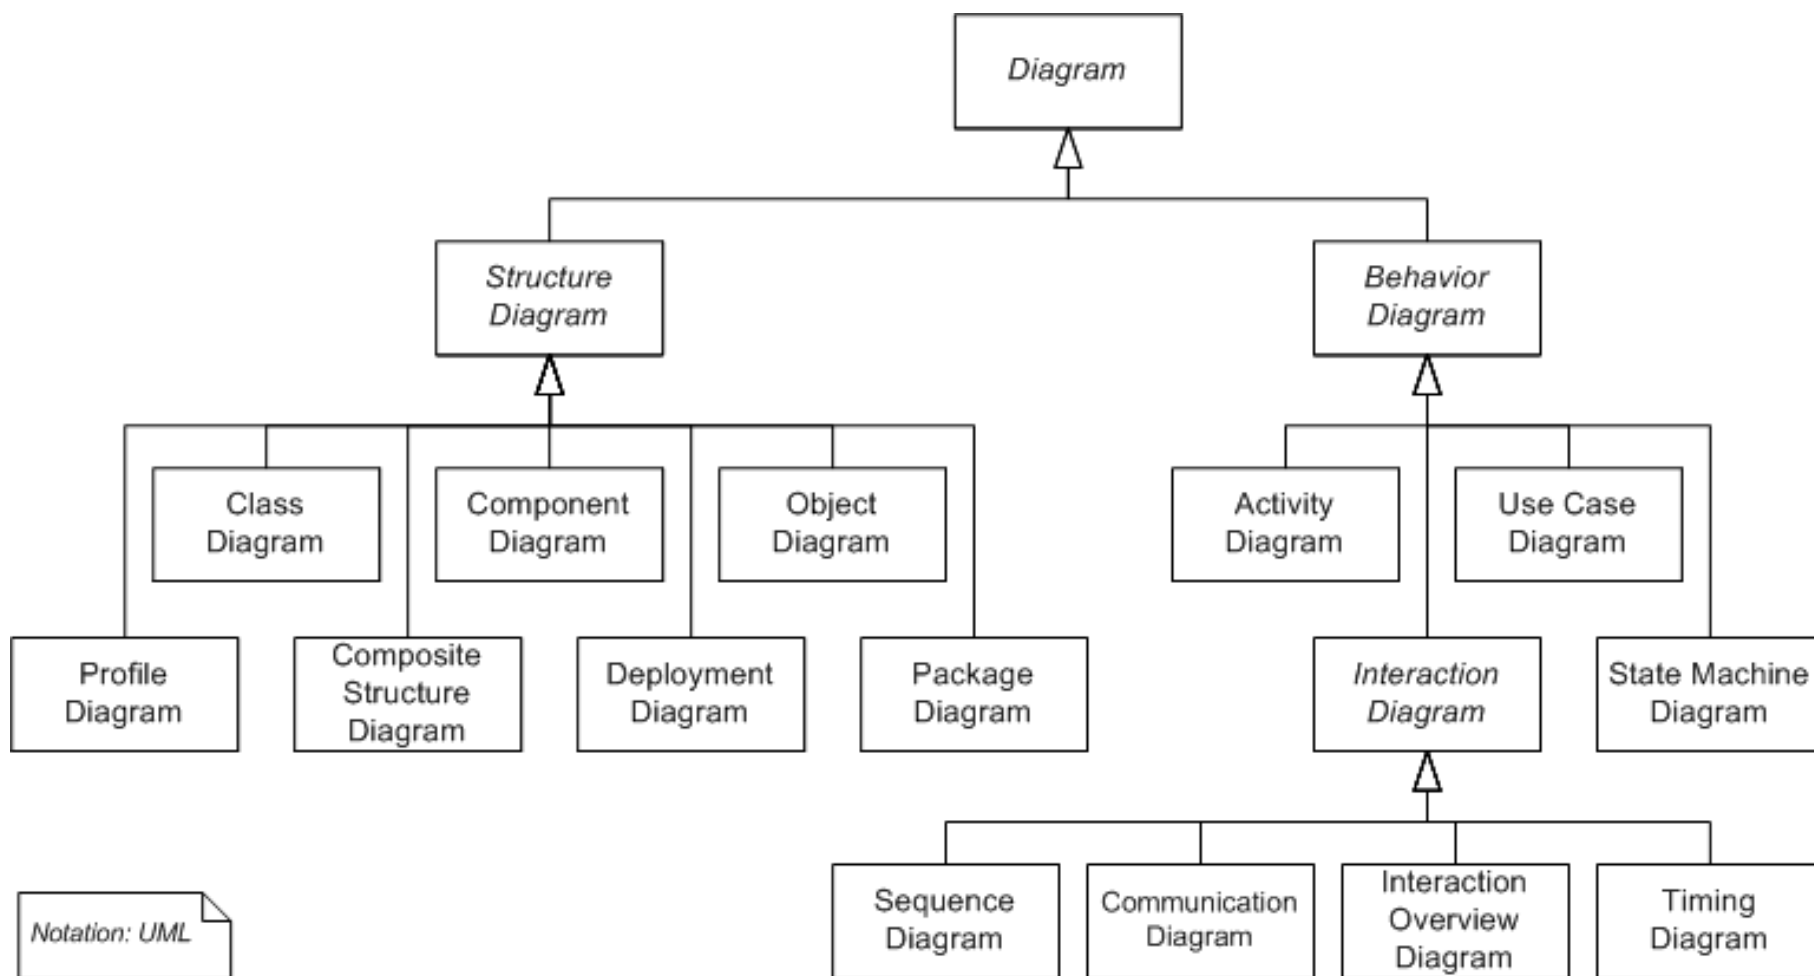 Diagram
Structure
Diagram
Behavior
Diagram
Class
Diagram
Component
Diagram
Object
Diagram
Activity
Diagram
Use Case
Diagram
Profile
Diagram
Composite
Structure
Diagram
Deployment
Diagram
Package
Diagram
Interaction
Diagram
State Machine
Diagram
Sequence
Diagram
Communication
Diagram
Interaction
Overview
Diagram
Timing
Diagram
Notation: UML